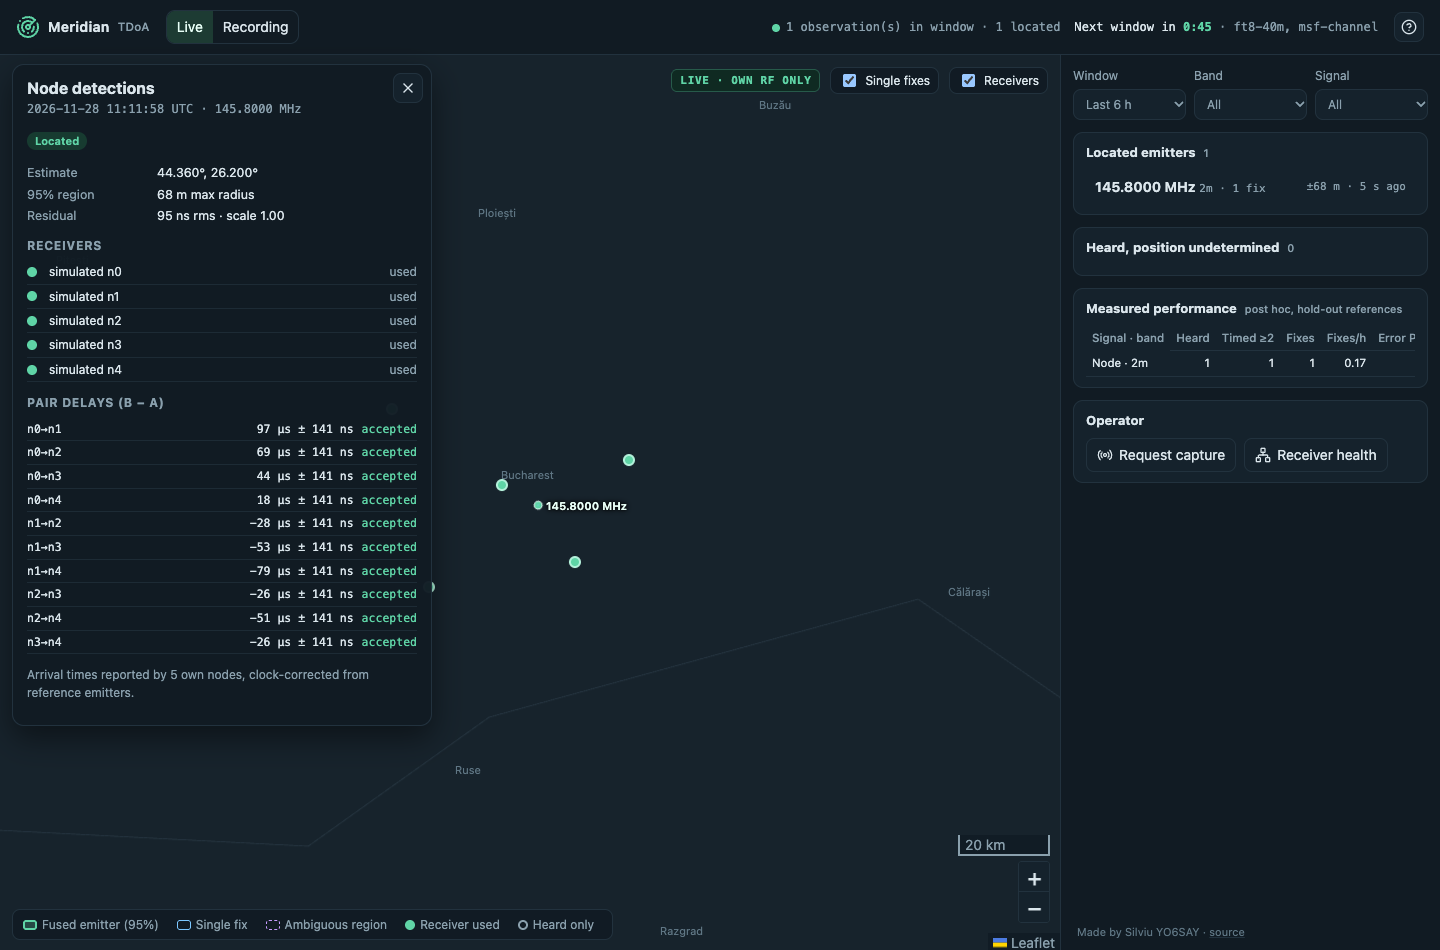 Meridian TDoA Live Recording
1 observation(s) in window · 1 located Next window in 0:45 · ft8–40m, msf–channel
Node detections
2026–11–28 11:11:58 UTC · 145.8000 MHz
Located
Estimate 44.360°, 26.200°
95% region 68 m max radius
Residual 95 ns rms · scale 1.00
RECEIVERS
simulated n0 used
simulated n1 used
simulated n2 used
simulated n3 used
simulated n4 used
PAIR DELAYS (B − A)
n0→n1 97 µs ± 141 ns accepted
n0→n2 69 µs ± 141 ns accepted
n0→n3 44 µs ± 141 ns accepted
n0→n4 18 µs ± 141 ns accepted
n1→n2 −28 µs ± 141 ns accepted
n1→n3 −53 µs ± 141 ns accepted
n1→n4 −79 µs ± 141 ns accepted
n2→n3 −26 µs ± 141 ns accepted
n2→n4 −51 µs ± 141 ns accepted
n3→n4 −26 µs ± 141 ns accepted
Arrival times reported by 5 own nodes, clock-corrected from
reference emitters.
LIVE · OWN RF ONLY Single fixes Receivers
Buzău
Ploiești
Bucharest
145.8000 MHz
Călărași
Ruse
Razgrad
20 km
+
−
Leaflet
Fused emitter (95%) Single fix Ambiguous region Receiver used Heard only
Window Band Signal
Last 6 h All All
Located emitters 1
145.8000 MHz 2m · 1 fix ±68 m · 5 s ago
Heard, position undetermined 0
Measured performance post hoc, hold-out references
Signal · band Heard Timed ≥2 Fixes Fixes/h Error P
Node · 2m 1 1 1 0.17
Operator
Request capture Receiver health
Made by Silviu YO6SAY · source